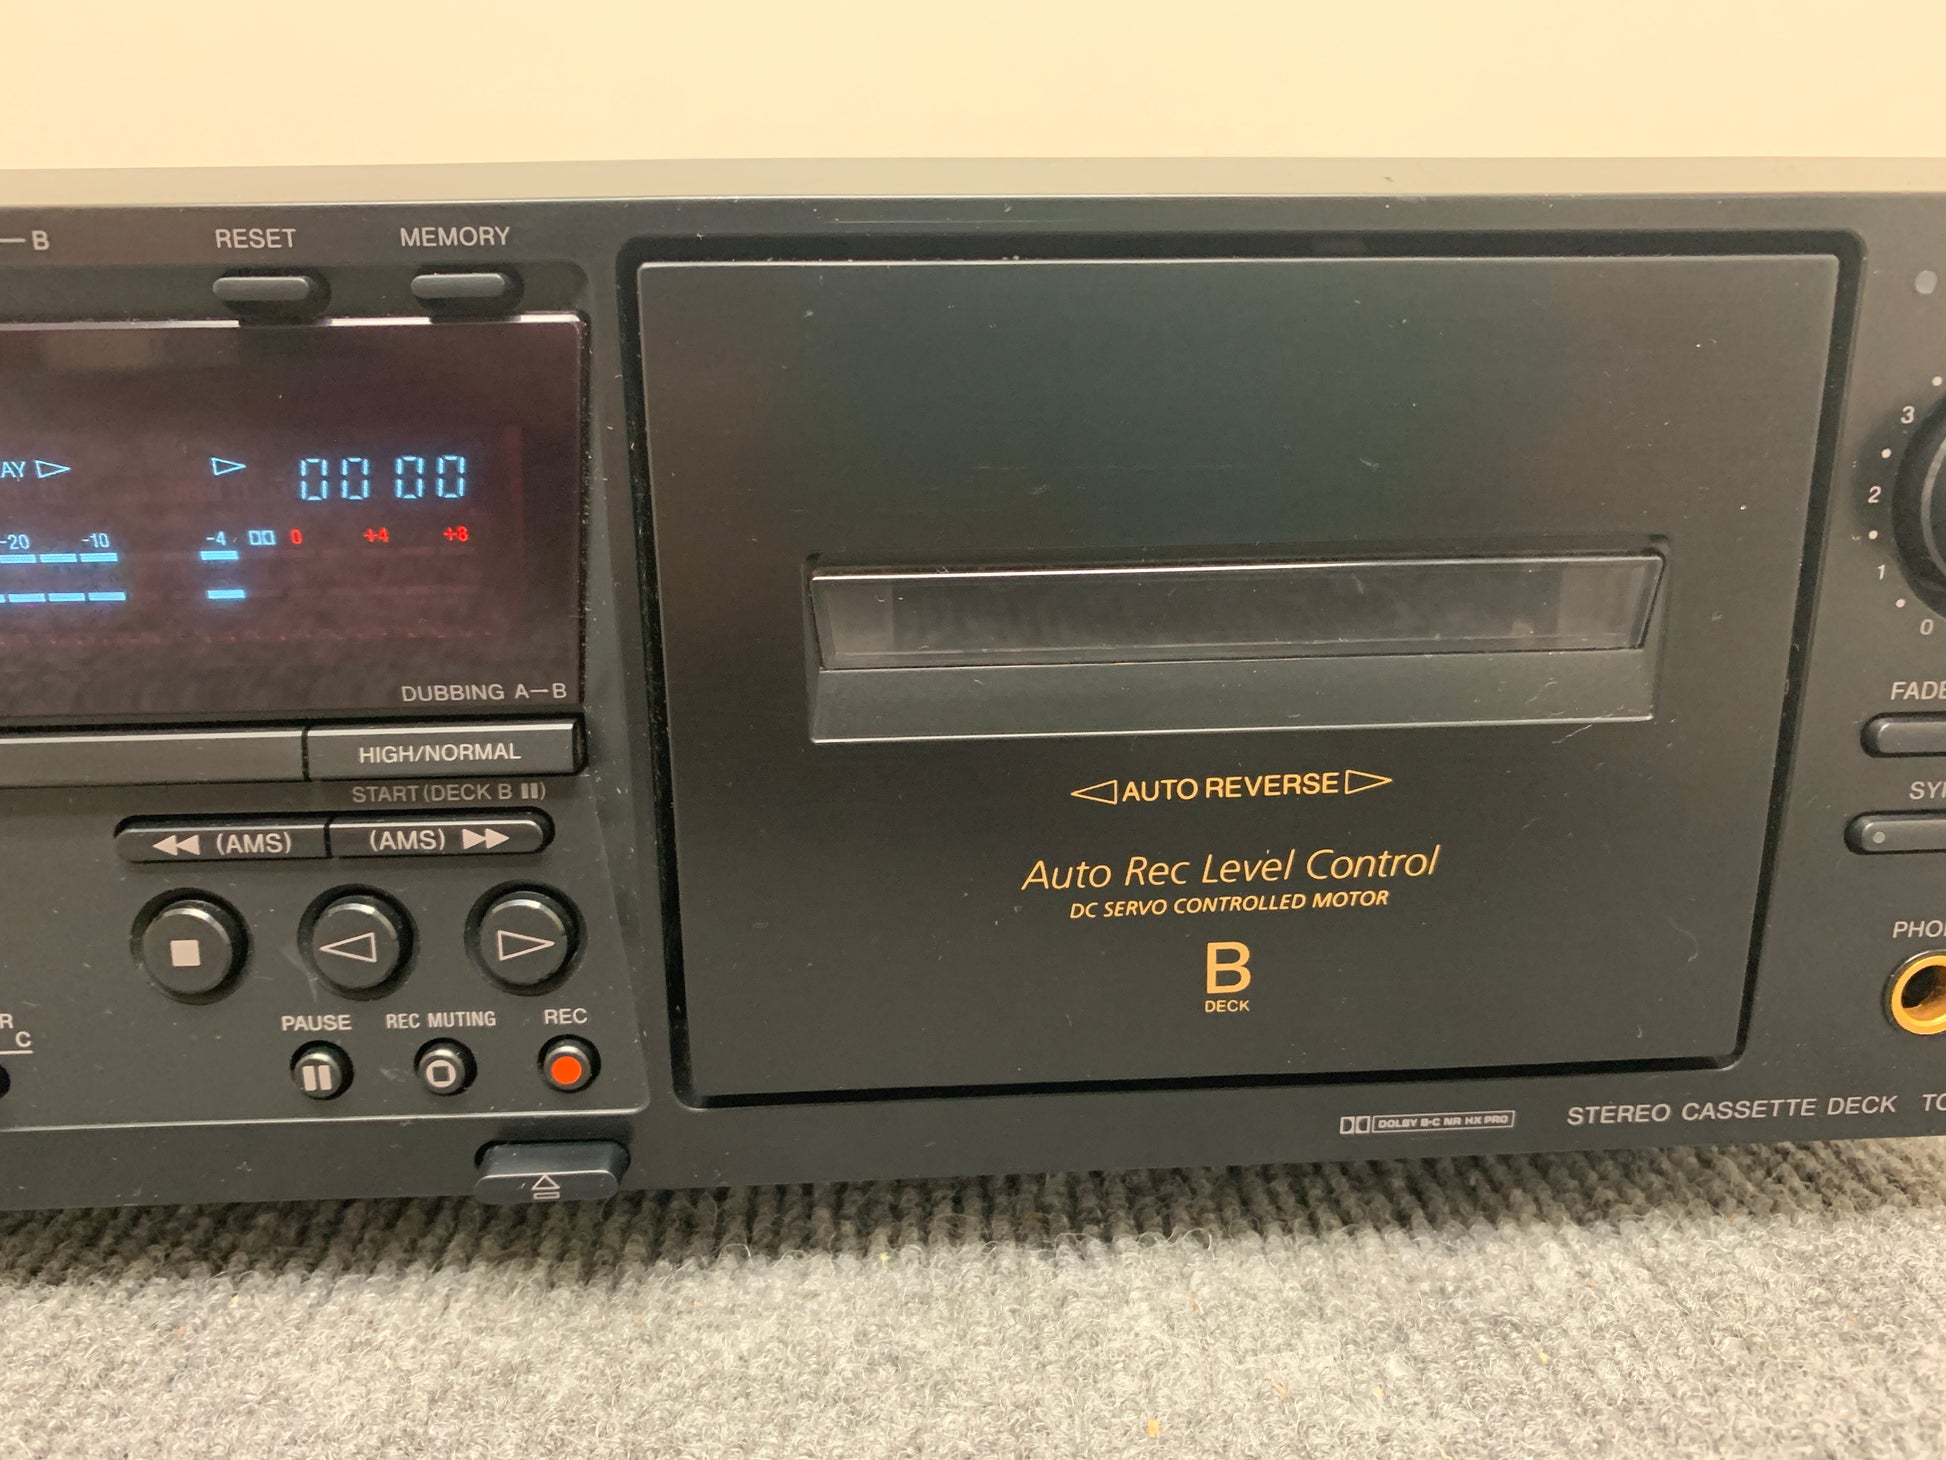 B
RESET
MEMORY
AY
00 00
-20 -10 -4 0 +4 +8
DUBBING A—B
HIGH/NORMAL
START (DECK B II)
(AMS)
(AMS)
PAUSE
REC MUTING
REC
R
C
AUTO REVERSE
Auto Rec Level Control
DC SERVO CONTROLLED MOTOR
B
DECK
DOLBY B-C NR HX PRO
STEREO CASSETTE DECK TC
3
2
1
0
FADE
SY
PHO